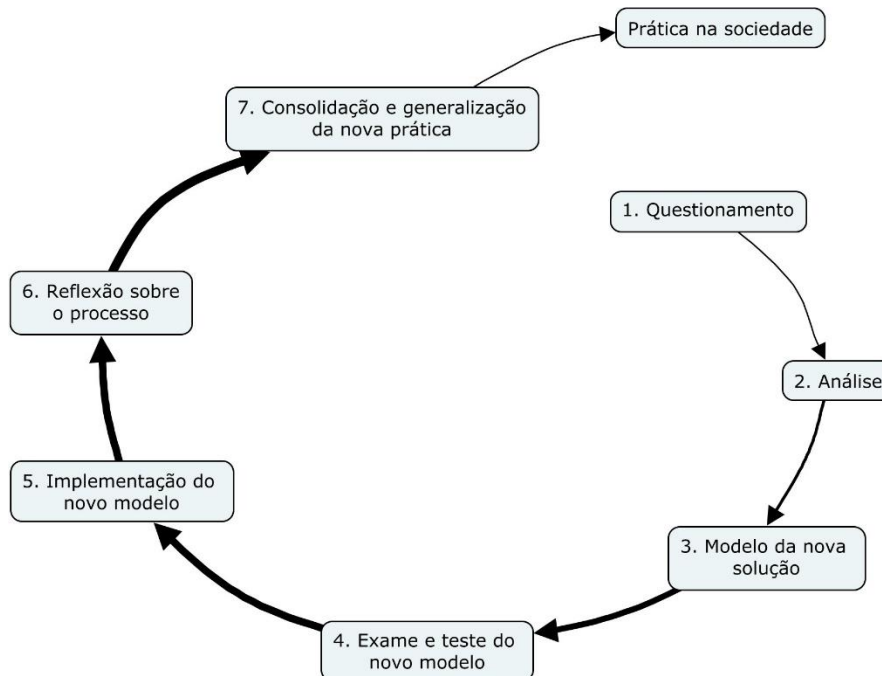 Prática na sociedade
7. Consolidação e generalização
da nova prática
1. Questionamento
6. Reflexão sobre
o processo
2. Análise
5. Implementação do
novo modelo
3. Modelo da nova
solução
4. Exame e teste do
novo modelo